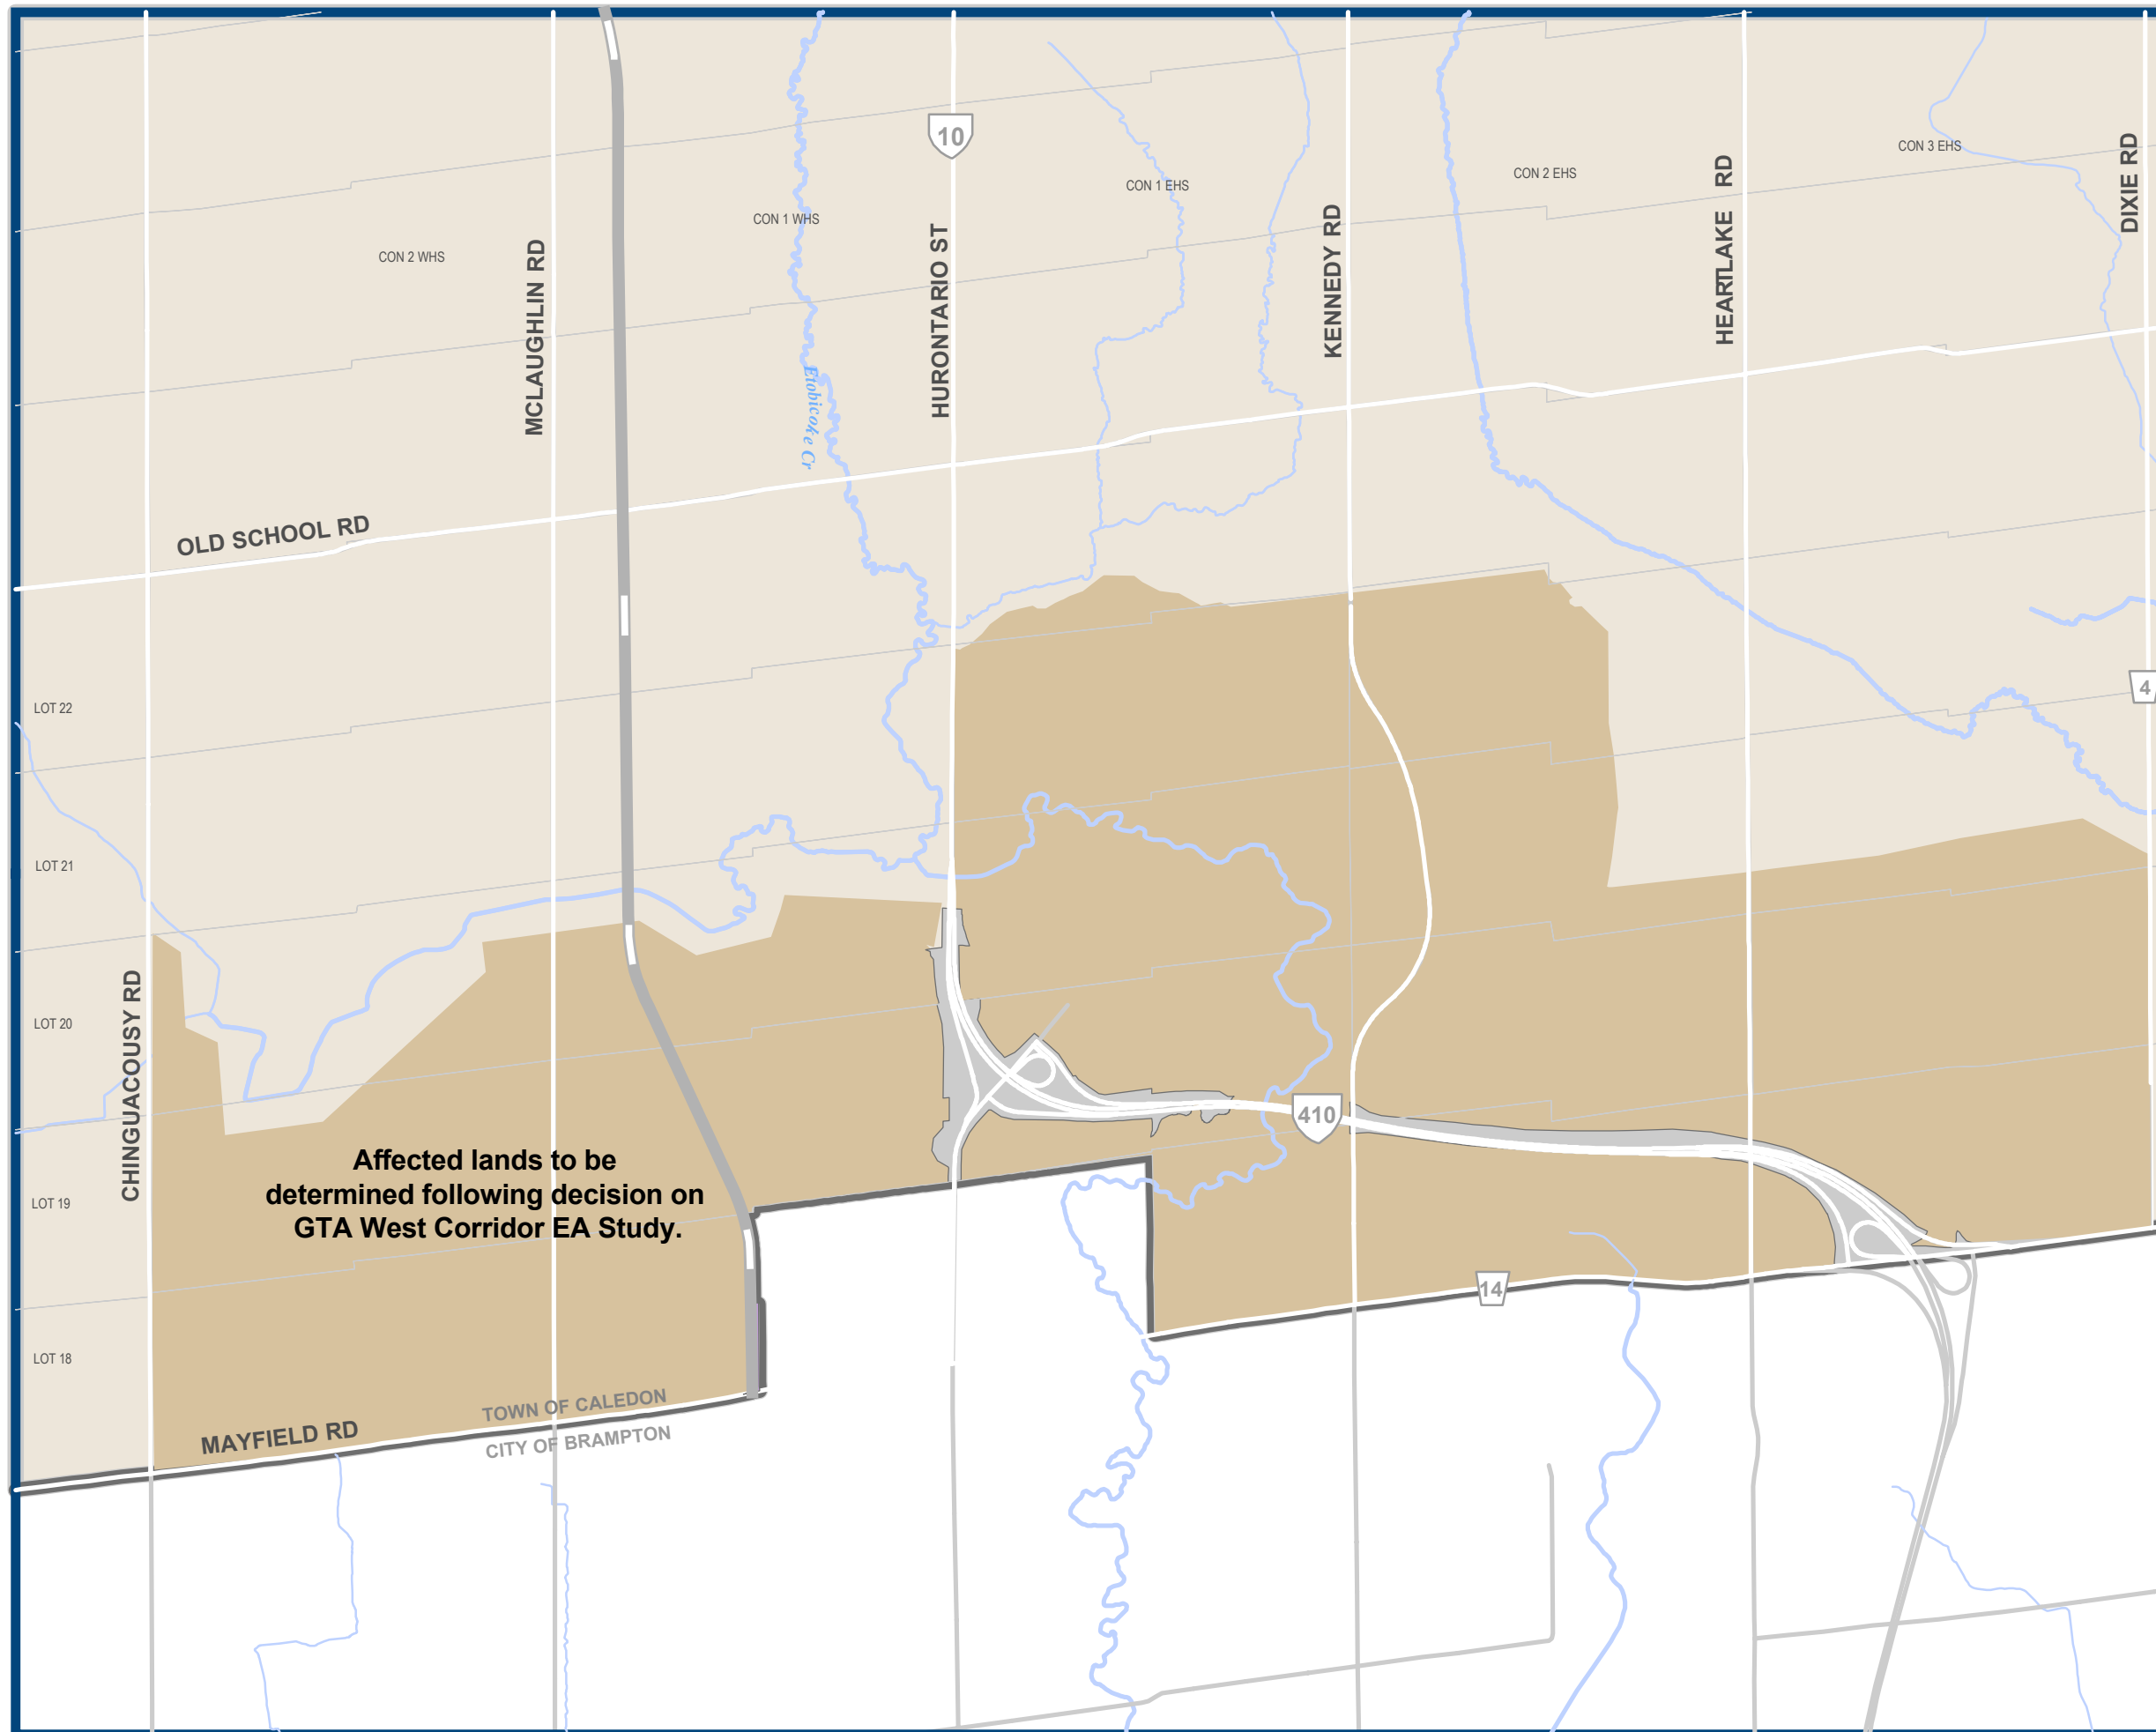 10
CON 1 EHS
CON 2 EHS
CON 3 EHS
DIXIE RD
CON 1 WHS
CON 2 WHS
MCLAUGHLIN RD
HURONTARIO ST
KENNEDY RD
HEARTLAKE RD
Etobicoke Cr
OLD SCHOOL RD
LOT 22
4
LOT 21
LOT 20
CHINGUACOUSY RD
410
Affected lands to be
determined following decision on
GTA West Corridor EA Study.
LOT 19
14
LOT 18
TOWN OF CALEDON
MAYFIELD RD
CITY OF BRAMPTON